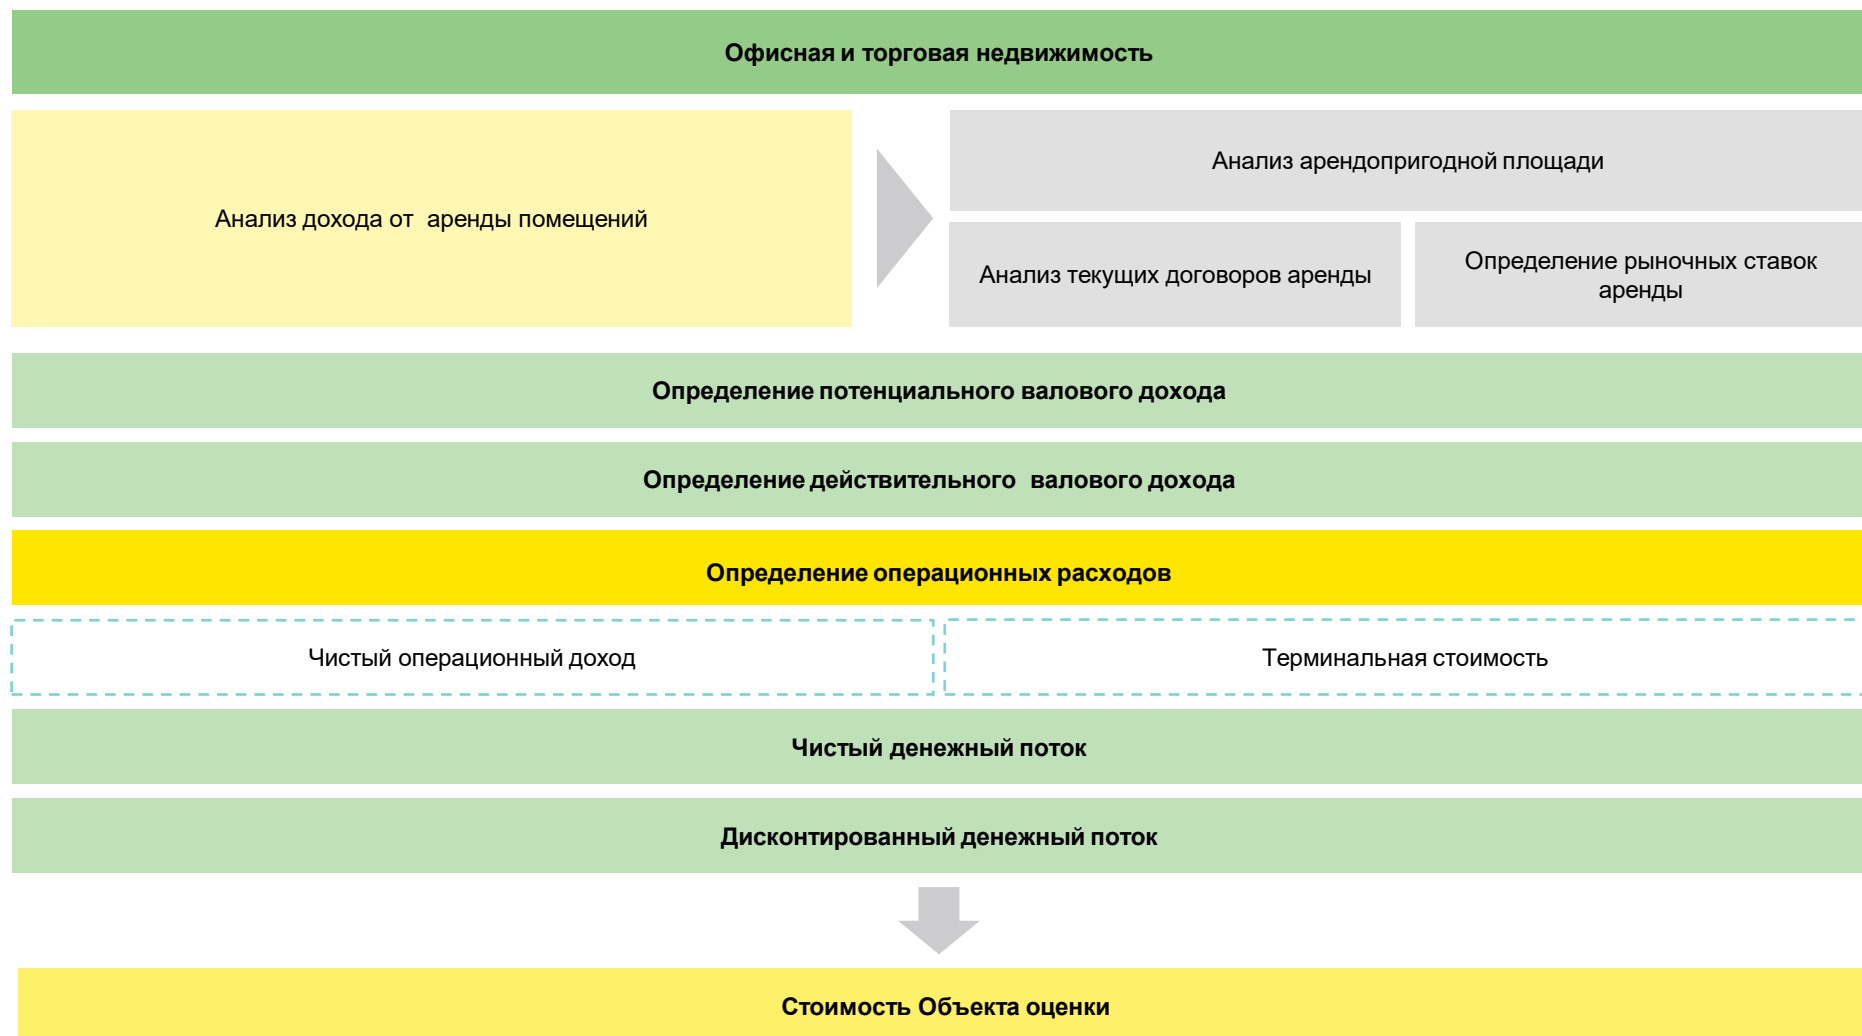 Офисная и торговая недвижимость
Анализ дохода от аренды помещений
Анализ арендопригодной площади
Анализ текущих договоров аренды
Определение рыночных ставок
аренды
Определение потенциального валового дохода
Определение действительного валового дохода
Определение операционных расходов
Чистый операционный доход
Терминальная стоимость
Чистый денежный поток
Дисконтированный денежный поток
Стоимость Объекта оценки